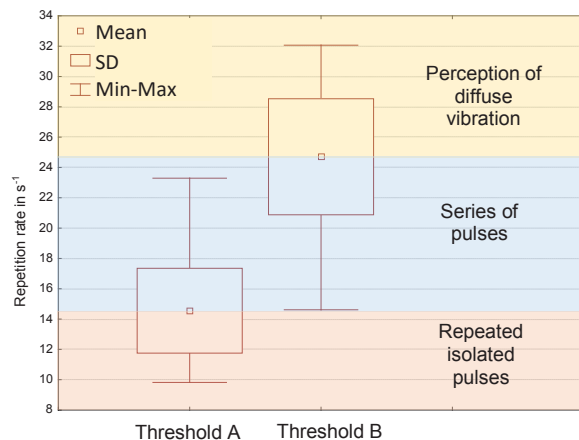 34
32
30
28
26
24
22
20
18
16
14
12
10
8
Repetition rate in s⁻¹
Mean
SD
Min-Max
Perception of
diffuse
vibration
Series of
pulses
Repeated
isolated
pulses
Threshold A
Threshold B